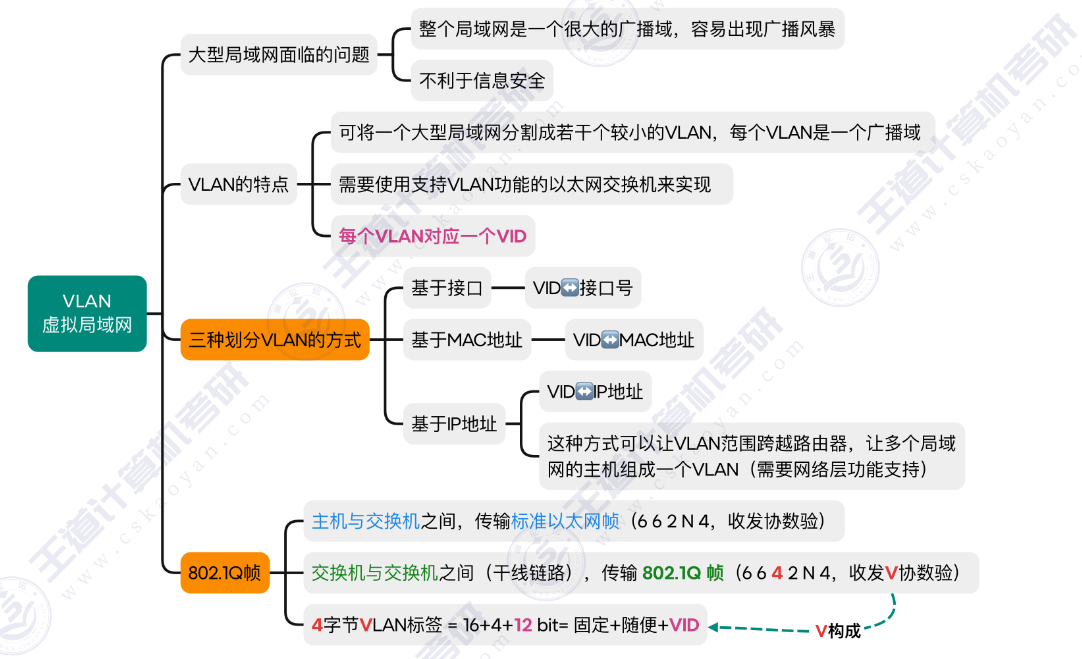 大型局域网面临的问题
整个局域网是一个很大的广播域，容易出现广播风暴
不利于信息安全
VLAN的特点
可将一个大型局域网分割成若干个较小的VLAN，每个VLAN是一个广播域
需要使用支持VLAN功能的以太网交换机来实现
每个VLAN对应一个VID
VLAN
虚拟局域网
三种划分VLAN的方式
基于接口
VID↔️接口号
基于MAC地址
VID↔️MAC地址
基于IP地址
VID↔️IP地址
这种方式可以让VLAN范围跨越路由器，让多个局域
网的主机组成一个VLAN（需要网络层功能支持）
802.1Q帧
主机与交换机之间，传输标准以太网帧（6 6 2 N 4，收发协数验）
交换机与交换机之间（干线链路），传输 802.1Q 帧（6 6 4 2 N 4，收发V协数验）
4字节VLAN标签 = 16+4+12 bit= 固定+随便+VID
V构成
王道计算机考研
www.cskaoyan.com